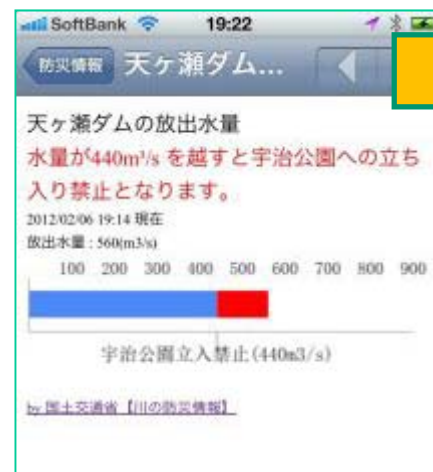 SoftBank 19:22
防災情報 天ヶ瀬ダム...
天ヶ瀬ダムの放出水量
水量が440m³/s を越すと宇治公園への立ち
入り禁止となります。
2012/02/06 19:14 現在
放出水量 : 560(m3/s)
100 200 300 400 500 600 700 800 900
宇治公園立入禁止(440m3/s)
by 国土交通省【川の防災情報】